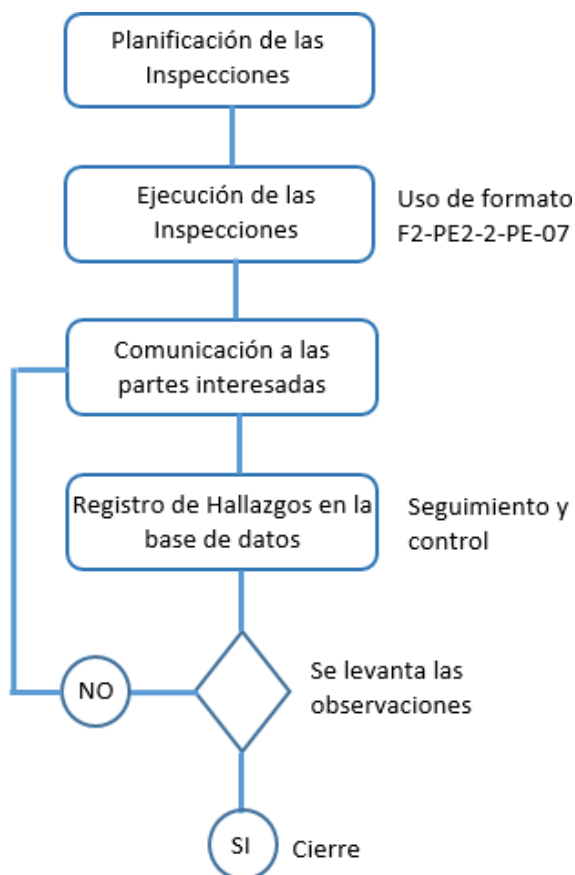 Planificación de las
Inspecciones
Ejecución de las
Inspecciones
Uso de formato
F2-PE2-2-PE-07
Comunicación a las
partes interesadas
Registro de Hallazgos en la
base de datos
Seguimiento y
control
NO
Se levanta las
observaciones
SI
Cierre